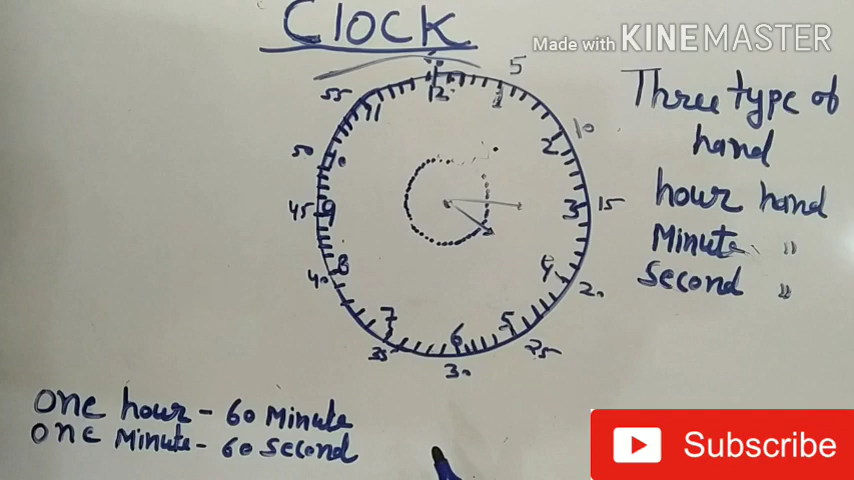 Clock
Made with KINEMASTER
Three type of
hand
hour hand
Minute "
Second "
12
1
2
3
4
5
6
7
8
9
11
5
10
15
20
25
30
35
40
45
50
55
one hour - 60 Minute
one Minute - 60 Second
Subscribe